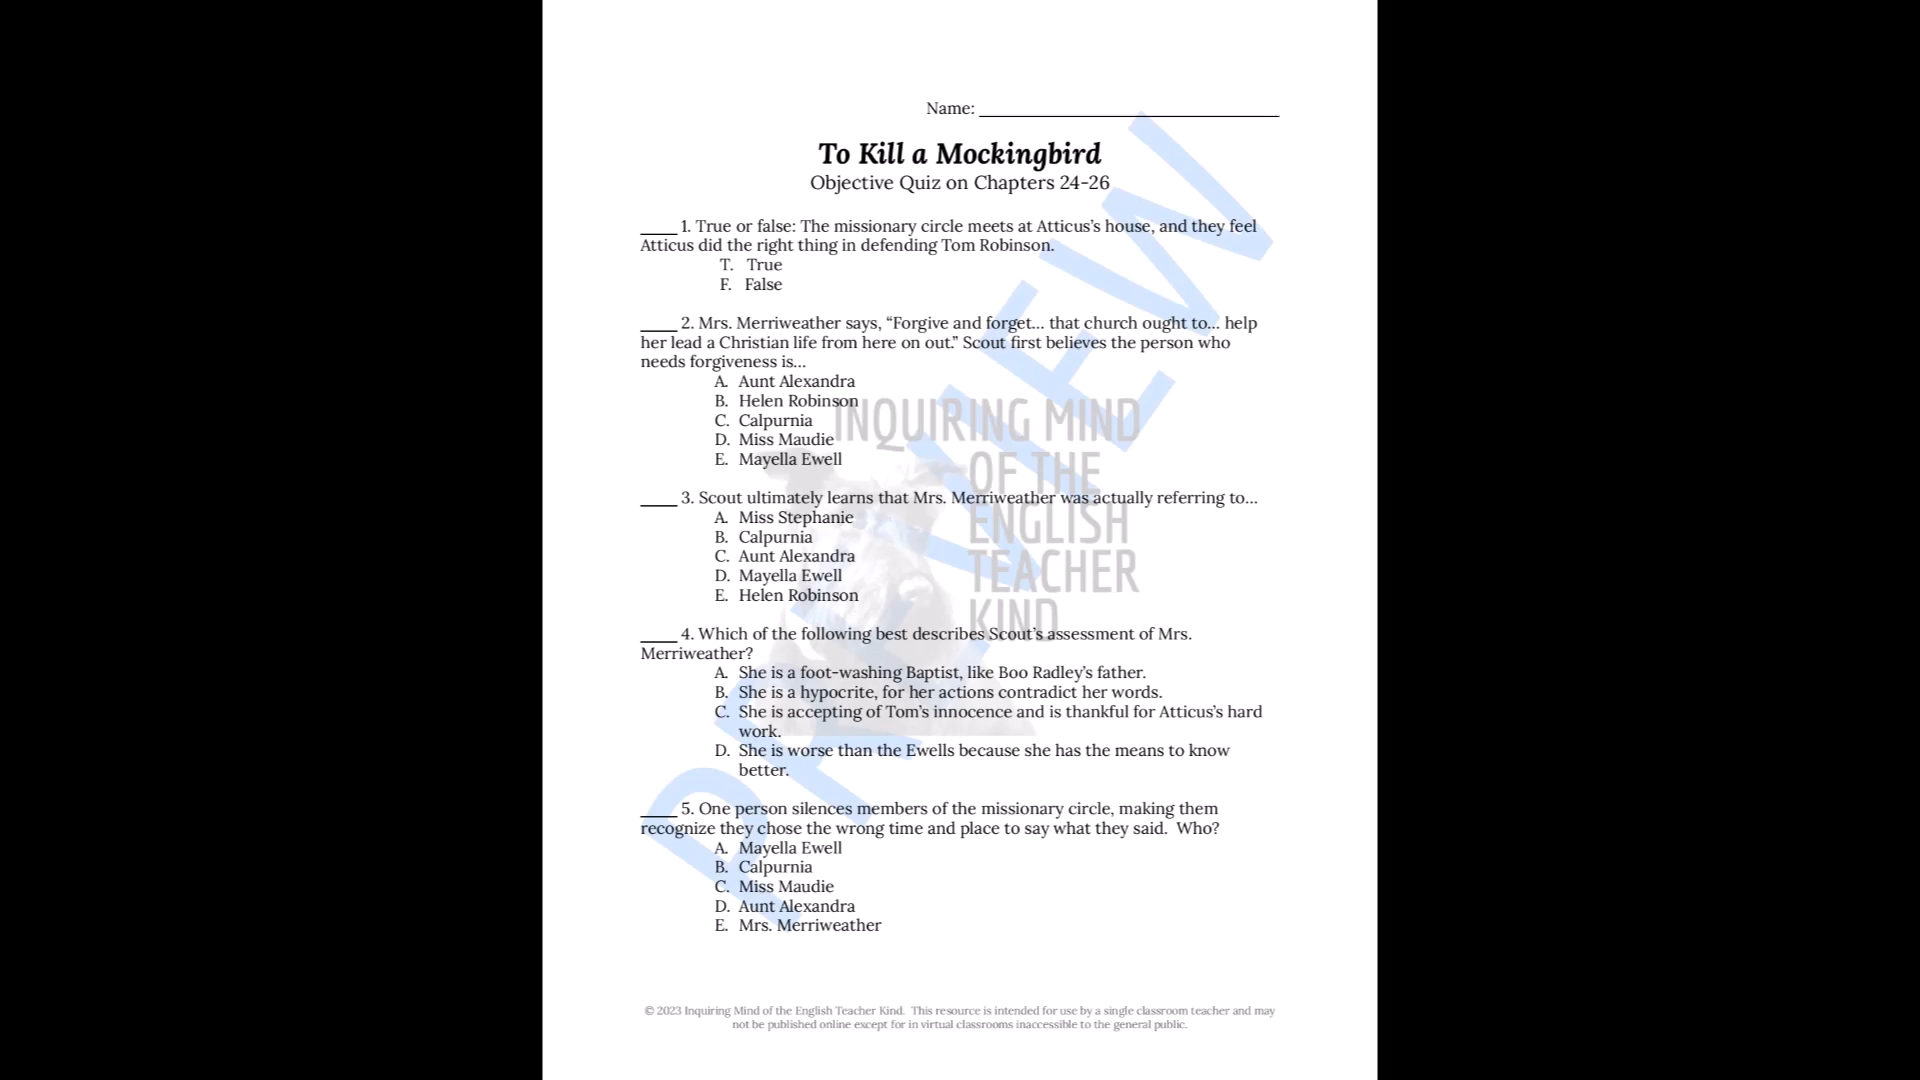 Name: ____
To Kill a Mockingbird
Objective Quiz on Chapters 24-26
____ 1. True or false: The missionary circle meets at Atticus's house, and they feel
Atticus did the right thing in defending Tom Robinson.
T. True
F. False
____ 2. Mrs. Merriweather says, “Forgive and forget... that church ought to... help
her lead a Christian life from here on out.” Scout first believes the person who
needs forgiveness is...
A. Aunt Alexandra
B. Helen Robinson
C. Calpurnia
D. Miss Maudie
E. Mayella Ewell
____ 3. Scout ultimately learns that Mrs. Merriweather was actually referring to...
A. Miss Stephanie
B. Calpurnia
C. Aunt Alexandra
D. Mayella Ewell
E. Helen Robinson
____ 4. Which of the following best describes Scout's assessment of Mrs.
Merriweather?
A. She is a foot-washing Baptist, like Boo Radley's father.
B. She is a hypocrite, for her actions contradict her words.
C. She is accepting of Tom's innocence and is thankful for Atticus's hard
work.
D. She is worse than the Ewells because she has the means to know
better.
____ 5. One person silences members of the missionary circle, making them
recognize they chose the wrong time and place to say what they said. Who?
A. Mayella Ewell
B. Calpurnia
C. Miss Maudie
D. Aunt Alexandra
E. Mrs. Merriweather
© 2023 Inquiring Mind of the English Teacher Kind. This resource is intended for use by a single classroom teacher and may
not be published online except for in virtual classrooms inaccessible to the general public.
PREVIEW
INQUIRING MIND
OF THE
ENGLISH
TEACHER
KIND